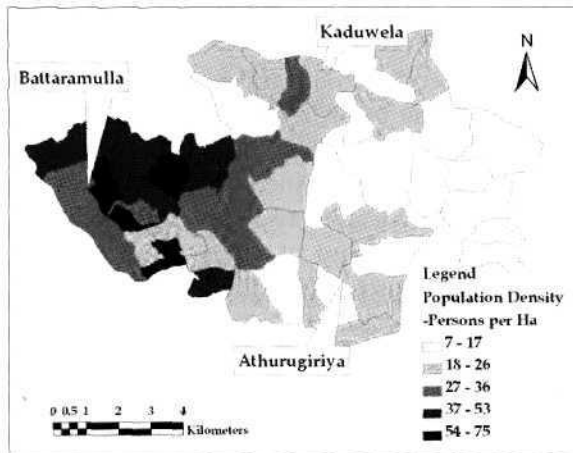 Kaduwela
N
Battaramulla
Legend
Population Density
-Persons per Ha
7 - 17
18 - 26
27 - 36
37 - 53
54 - 75
Athurugiriya
0 0.5 1 2 3 4
Kilometers